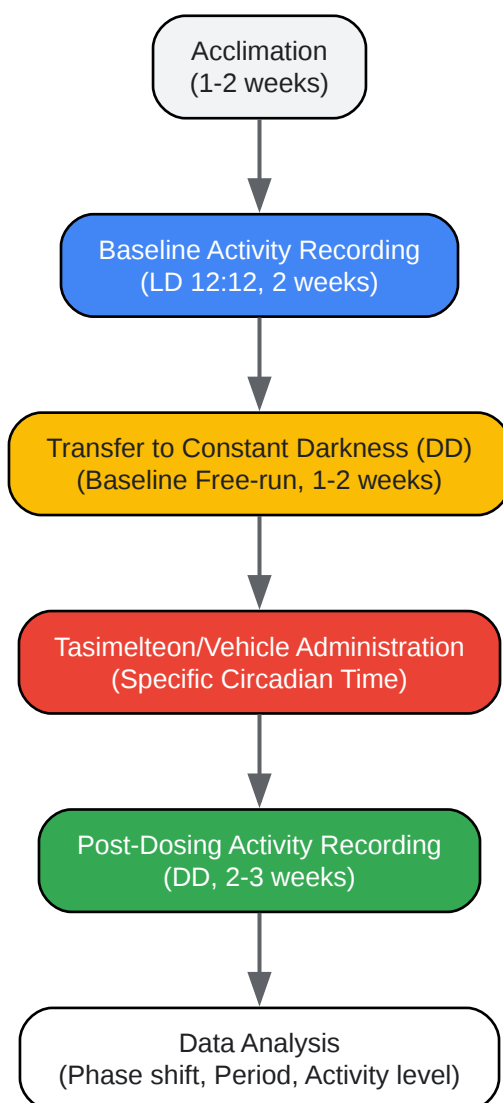 Acclimation
(1-2 weeks)
Baseline Activity Recording
(LD 12:12, 2 weeks)
Transfer to Constant Darkness (DD)
(Baseline Free-run, 1-2 weeks)
Tasimelteon/Vehicle Administration
(Specific Circadian Time)
Post-Dosing Activity Recording
(DD, 2-3 weeks)
Data Analysis
(Phase shift, Period, Activity level)